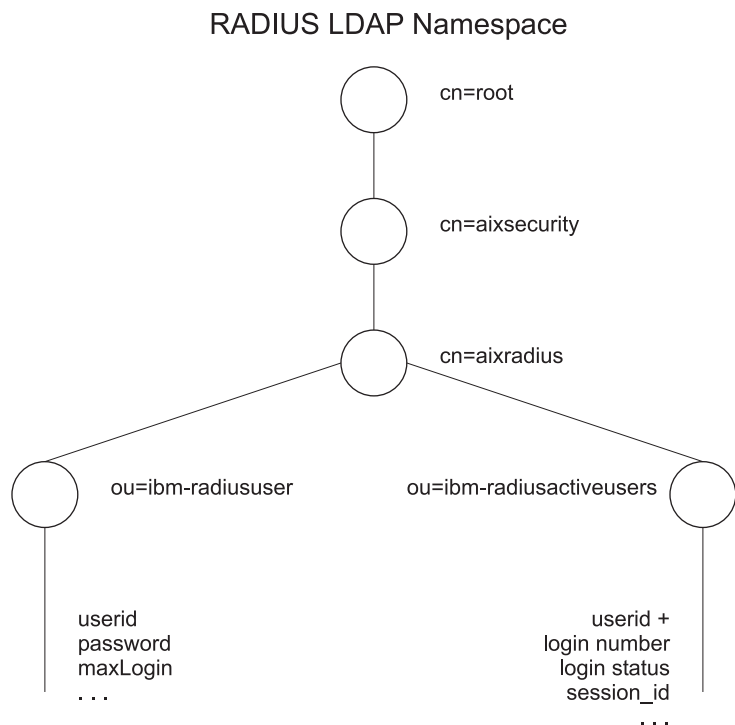 RADIUS LDAP Namespace
cn=root
cn=aixsecurity
cn=aixradius
ou=ibm-radiususer
ou=ibm-radiusactiveusers
userid
password
maxLogin
. . .
userid +
login number
login status
session_id
. . .